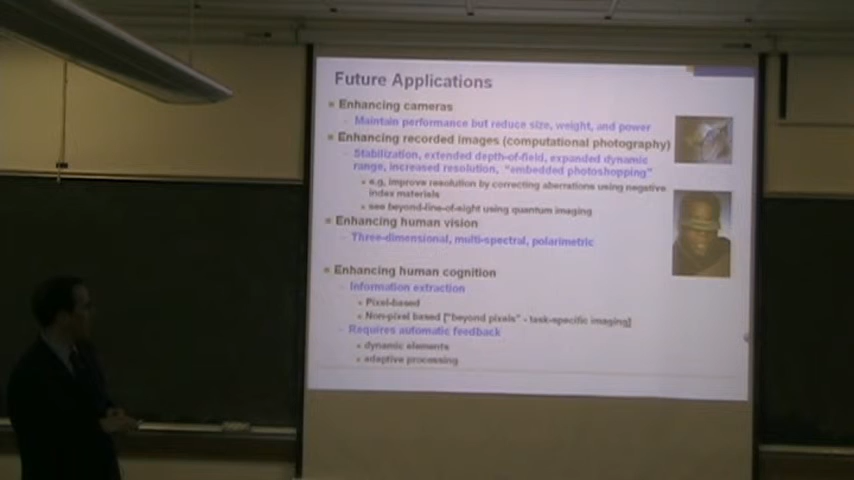 Future Applications
Enhancing cameras
Maintain performance but reduce size, weight, and power
Enhancing recorded images (computational photography)
Stabilization, extended depth-of-field, expanded dynamic
range, increased resolution, "embedded photoshopping"
e.g. improve resolution by correcting aberrations using negative
index materials
see beyond-line-of-sight using quantum imaging
Enhancing human vision
Three-dimensional, multi-spectral, polarimetric
Enhancing human cognition
Information extraction
Pixel-based
Non-pixel based ["beyond pixels" - task-specific imaging]
Requires automatic feedback
dynamic elements
adaptive processing